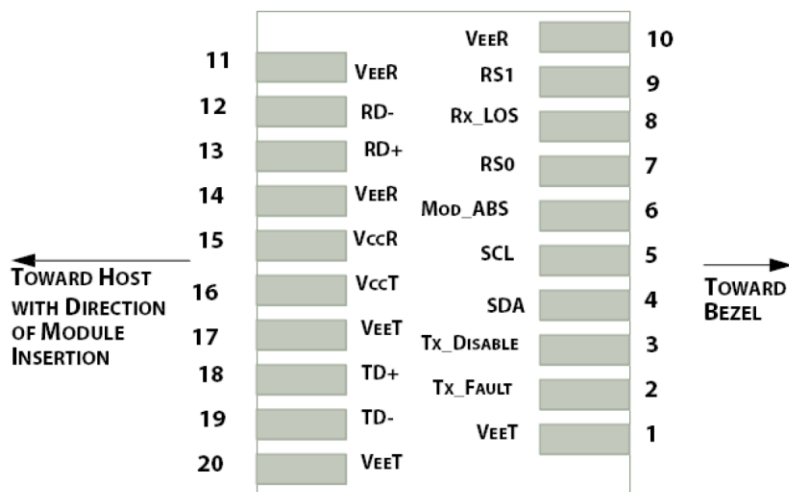 11 VEER
12 RD-
13 RD+
14 VEER
15 VCCR
16 VCCT
17 VEET
18 TD+
19 TD-
20 VEET
VEER 10
RS1 9
RX_LOS 8
RS0 7
MOD_ABS 6
SCL 5
SDA 4
TX_DISABLE 3
TX_FAULT 2
VEET 1
TOWARD HOST
WITH DIRECTION
OF MODULE
INSERTION
TOWARD
BEZEL